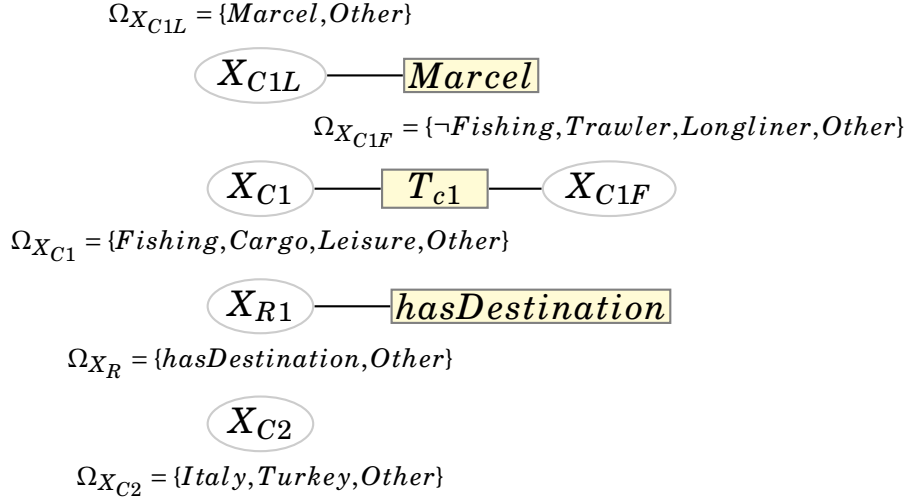 Ω_{X_{C1L}} = {Marcel,Other}
X_{C1L} Marcel
Ω_{X_{C1F}} = {¬Fishing,Trawler,Longliner,Other}
X_{C1} T_{c1} X_{C1F}
Ω_{X_{C1}} = {Fishing,Cargo,Leisure,Other}
X_{R1} hasDestination
Ω_{X_R} = {hasDestination,Other}
X_{C2}
Ω_{X_{C2}} = {Italy,Turkey,Other}